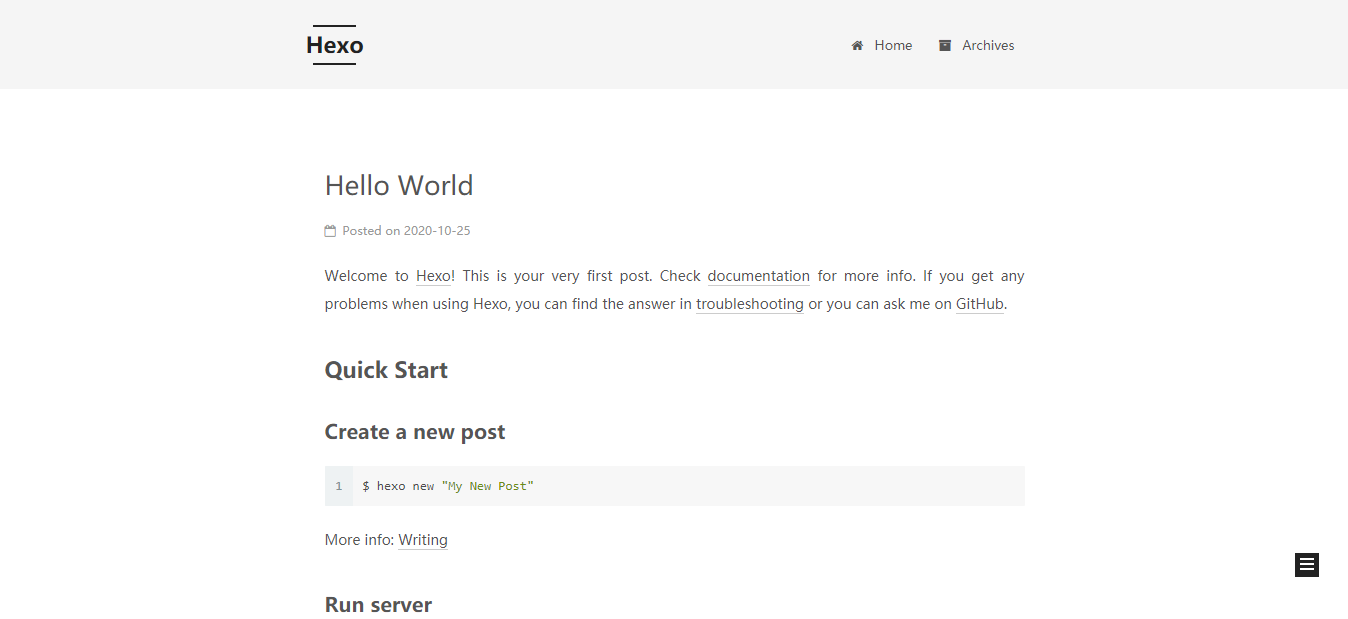 Hexo
Home
Archives
Hello World
Posted on 2020-10-25
Welcome to Hexo! This is your very first post. Check documentation for more info. If you get any
problems when using Hexo, you can find the answer in troubleshooting or you can ask me on GitHub.
Quick Start
Create a new post
1 $ hexo new "My New Post"
More info: Writing
Run server